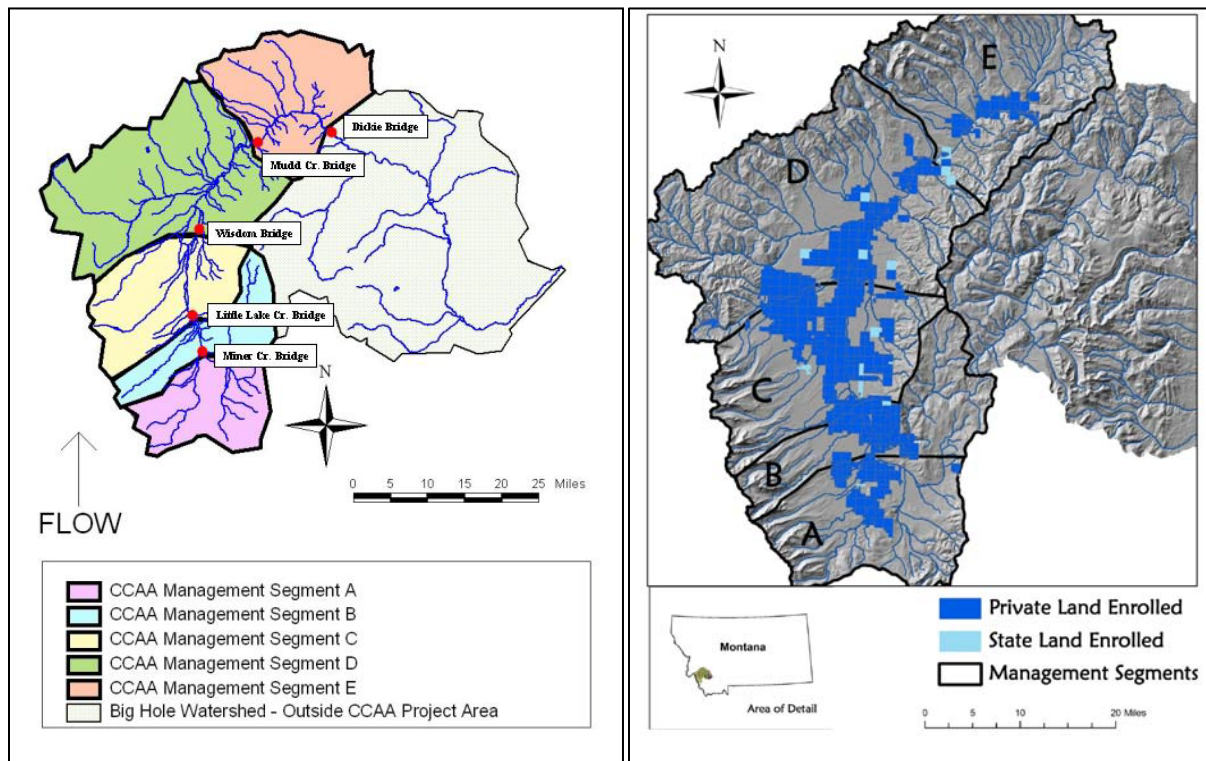 Dickie Bridge
Mudd Cr. Bridge
Wisdom Bridge
Little Lake Cr. Bridge
Miner Cr. Bridge
N
FLOW
0 5 10 15 20 25 Miles
CCAA Management Segment A
CCAA Management Segment B
CCAA Management Segment C
CCAA Management Segment D
CCAA Management Segment E
Big Hole Watershed - Outside CCAA Project Area
N
E
D
C
B
A
Montana
Area of Detail
Private Land Enrolled
State Land Enrolled
Management Segments
0 5 10 20 Miles